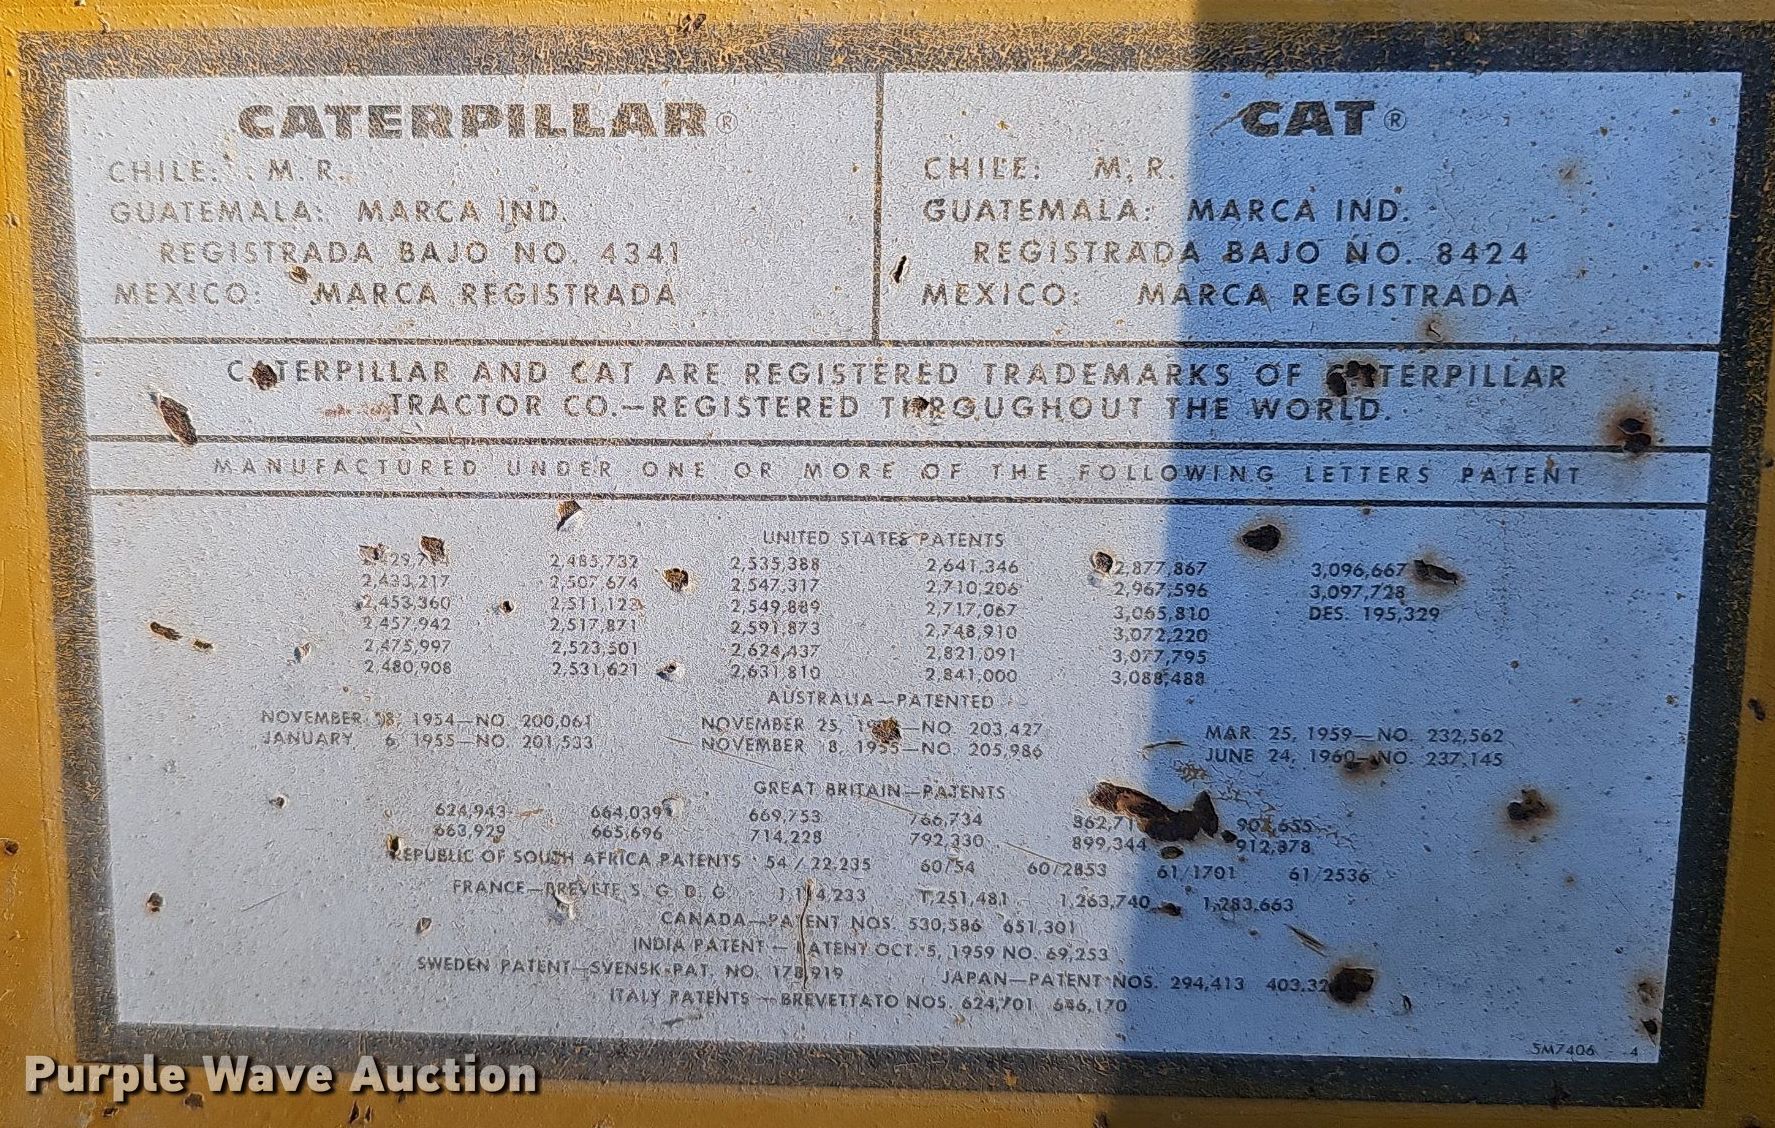 CATERPILLAR®
CHILE: M. R.
GUATEMALA: MARCA IND.
REGISTRADA BAJO NO. 4341
MEXICO: MARCA REGISTRADA
CAT®
CHILE: M. R.
GUATEMALA: MARCA IND.
REGISTRADA BAJO NO. 8424
MEXICO: MARCA REGISTRADA
CATERPILLAR AND CAT ARE REGISTERED TRADEMARKS OF CATERPILLAR
TRACTOR CO.—REGISTERED THROUGHOUT THE WORLD.
MANUFACTURED UNDER ONE OR MORE OF THE FOLLOWING LETTERS PATENT
UNITED STATES PATENTS
2,485,732 2,535,388 2,641,346 2,877,867 3,096,667
2,433,217 2,507,674 2,547,317 2,710,206 2,967,596 3,097,728
2,453,360 2,511,123 2,549,889 2,717,067 3,065,810 DES. 195,329
2,457,942 2,517,871 2,591,873 2,748,910 3,072,220
2,475,997 2,523,501 2,624,437 2,821,091 3,077,795
2,480,908 2,531,621 2,631,810 2,841,000 3,088,488
AUSTRALIA—PATENTED
NOVEMBER 18, 1954—NO. 200,061 NOVEMBER 25, —NO. 203,427 MAR. 25, 1959—NO. 232,562
JANUARY 6, 1955—NO. 201,533 NOVEMBER 8, 1955—NO. 205,986 JUNE 24, 1960—NO. 237,145
GREAT BRITAIN—PATENTS
624,943 664,039 669,753 766,734
663,929 665,696 714,228 792,330 899,344 912,378
REPUBLIC OF SOUTH AFRICA PATENTS 54/22,235 60/54 60/2853 61/1701 61/2536
FRANCE—BREVETE S. G. D. G. 1,251,481 1,263,740 1,283,663
CANADA—PATENT NOS. 530,586 651,301
INDIA PATENT — PATENT OCT. 5, 1959 NO. 69,253
SWEDEN PATENT—SVENSK PAT. NO. 178,919 JAPAN—PATENT NOS. 294,413
ITALY PATENTS — BREVETTATO NOS. 624,701 646,170
5M7406 4
Purple Wave Auction